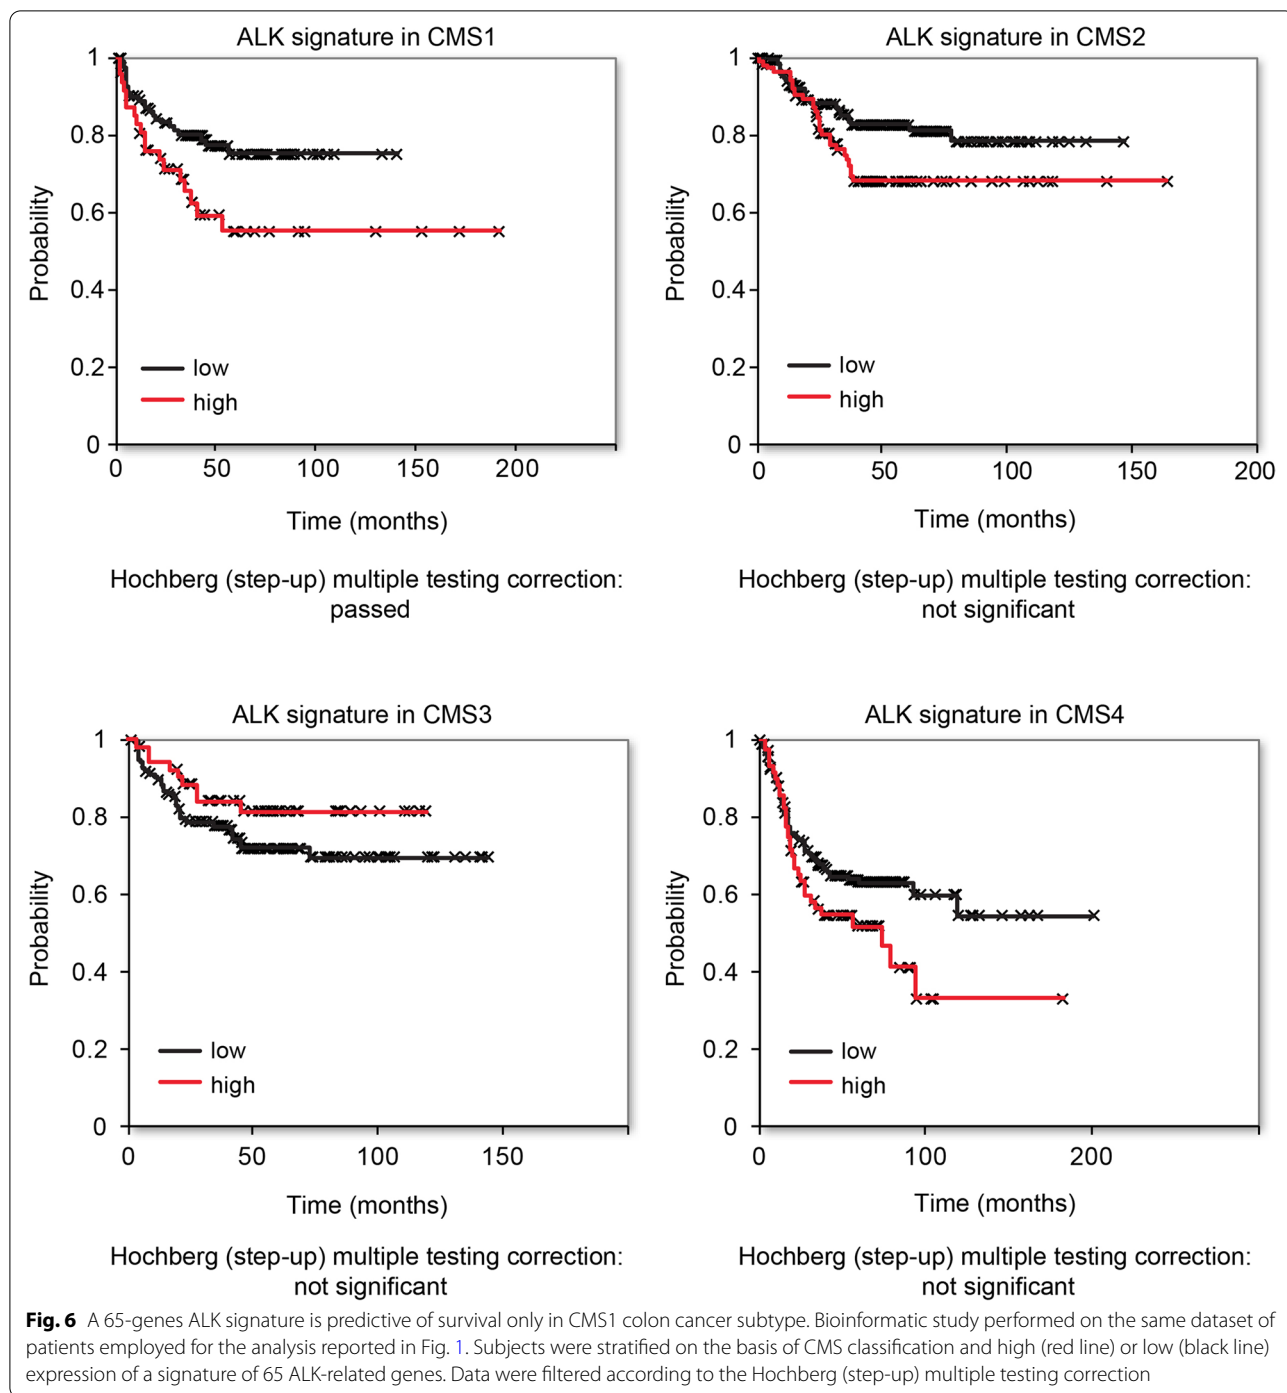 ALK signature in CMS1
1
0.8
0.6
0.4
0.2
0
Probability
low
high
0 50 100 150 200
Time (months)
Hochberg (step-up) multiple testing correction:
passed
ALK signature in CMS2
1
0.8
0.6
0.4
0.2
0
Probability
low
high
0 50 100 150 200
Time (months)
Hochberg (step-up) multiple testing correction:
not significant
ALK signature in CMS3
1
0.8
0.6
0.4
0.2
0
Probability
low
high
0 50 100 150
Time (months)
Hochberg (step-up) multiple testing correction:
not significant
ALK signature in CMS4
1
0.8
0.6
0.4
0.2
0
Probability
low
high
0 100 200
Time (months)
Hochberg (step-up) multiple testing correction:
not significant
Fig. 6 A 65-genes ALK signature is predictive of survival only in CMS1 colon cancer subtype. Bioinformatic study performed on the same dataset of
patients employed for the analysis reported in Fig. 1. Subjects were stratified on the basis of CMS classification and high (red line) or low (black line)
expression of a signature of 65 ALK-related genes. Data were filtered according to the Hochberg (step-up) multiple testing correction